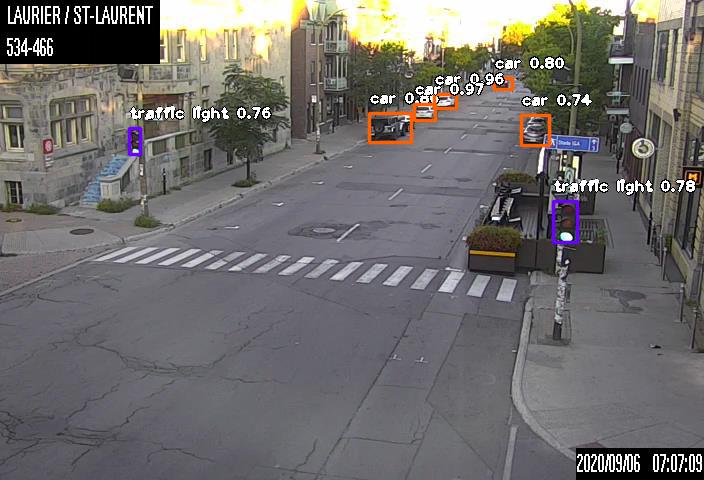 LAURIER / ST-LAURENT
534-466
car 0.80
car 0.96
car 0.97
car 0.74
traffic light 0.76
traffic light 0.78
2020/09/06 07:07:09